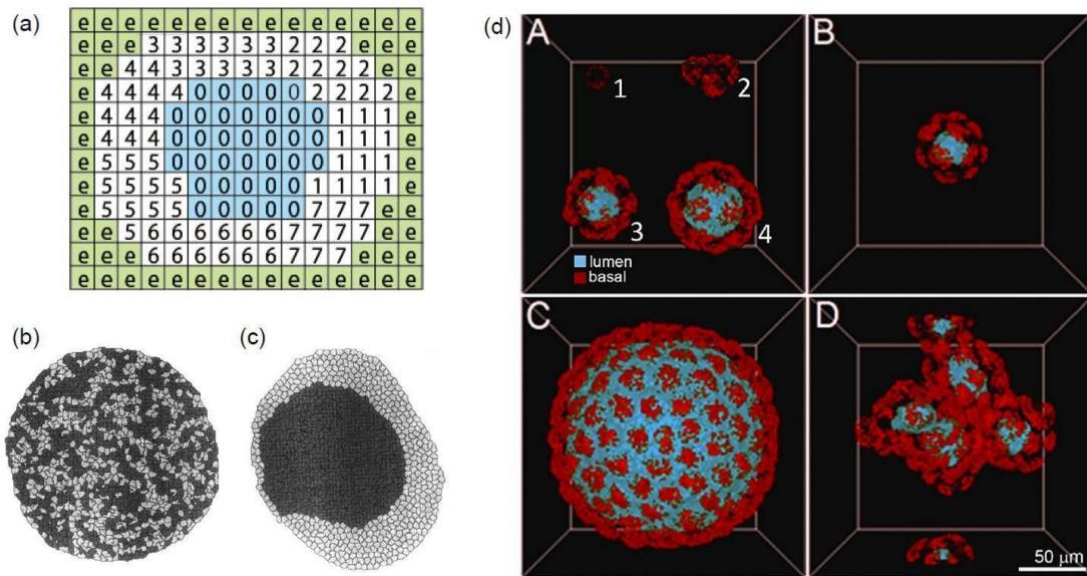 (a)
e e e e e e e e e e e e e e e
e e e 3 3 3 3 3 3 2 2 2 e e e
e e 4 4 3 3 3 3 3 2 2 2 2 e e
e 4 4 4 4 0 0 0 0 0 2 2 2 2 e
e 4 4 4 0 0 0 0 0 0 0 1 1 1 e
e 4 4 4 0 0 0 0 0 0 0 1 1 1 e
e 5 5 5 0 0 0 0 0 0 0 1 1 1 e
e 5 5 5 5 0 0 0 0 0 1 1 1 1 e
e 5 5 5 5 0 0 0 0 0 7 7 7 e e
e e 5 6 6 6 6 6 6 7 7 7 7 e e
e e e 6 6 6 6 6 6 7 7 7 e e e
e e e e e e e e e e e e e e e
(b)
(c)
(d)
A
1
2
3
4
lumen
basal
B
C
D
50 μm